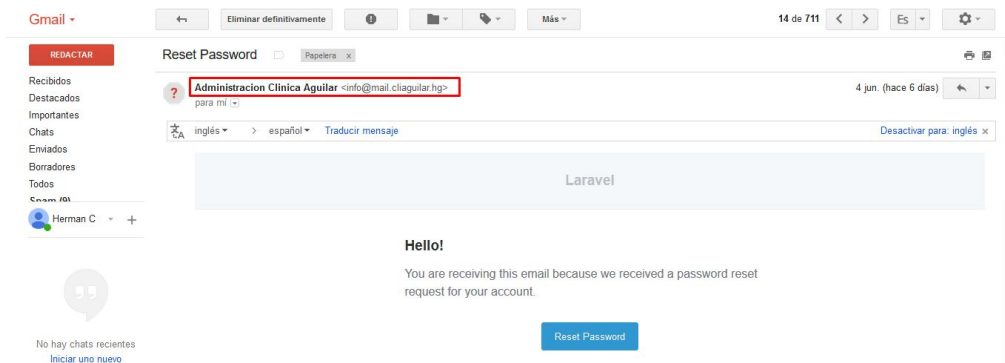 Gmail
Eliminar definitivamente
Más
14 de 711
Es
REDACTAR
Reset Password
Papelera x
Recibidos
Destacados
Importantes
Chats
Enviados
Borradores
Todos
Spam (9)
Herman C
+
No hay chats recientes
Iniciar uno nuevo
? Administracion Clinica Aguilar <info@mail.cliaguilar.hg>
4 jun. (hace 6 días)
para mí
inglés > español Traducir mensaje
Desactivar para: inglés x
Laravel
Hello!
You are receiving this email because we received a password reset
request for your account.
Reset Password